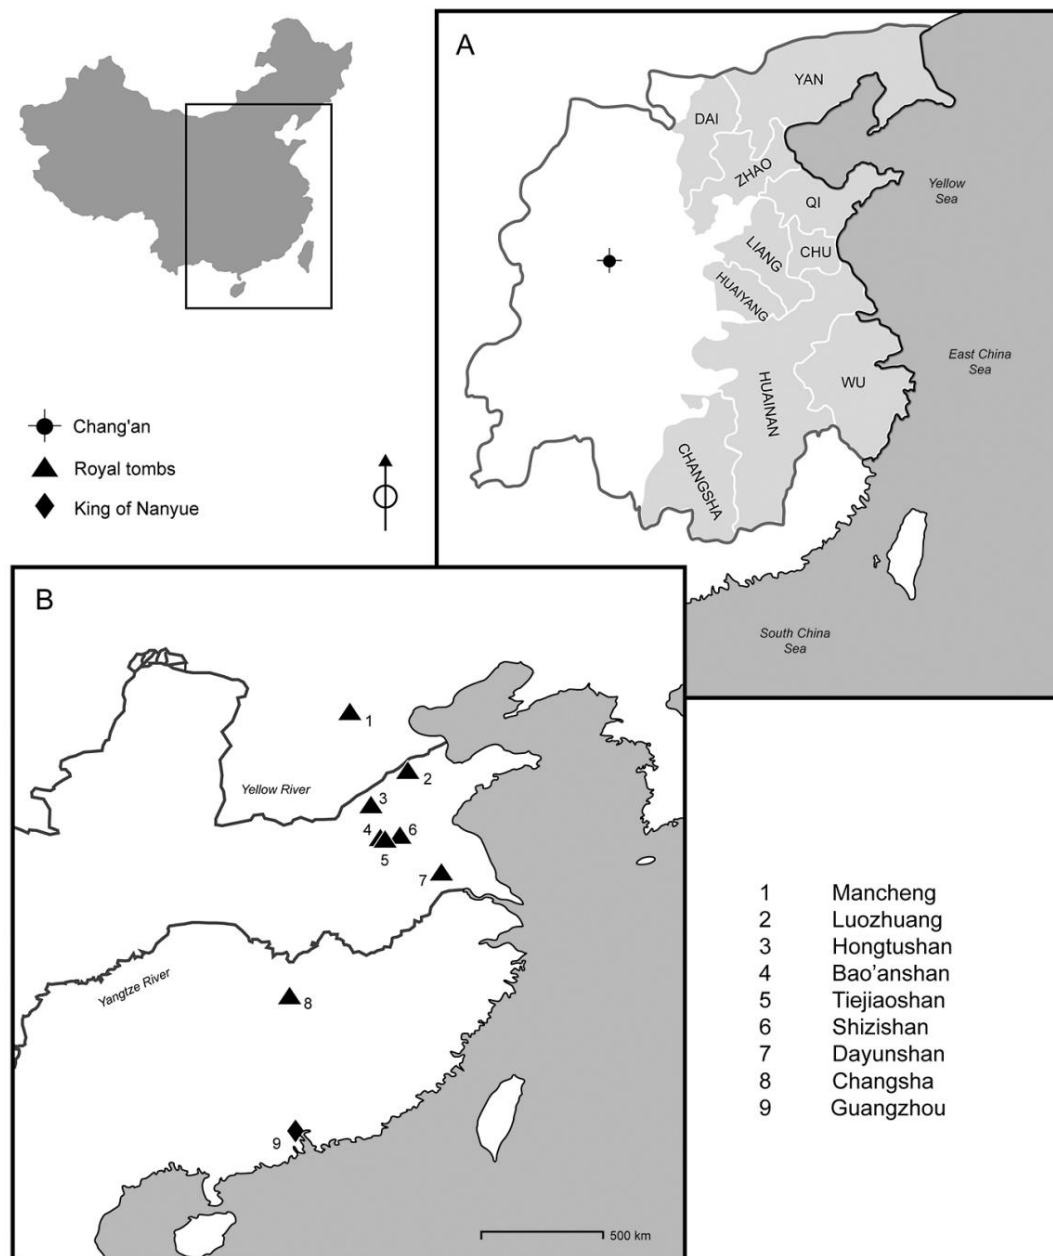 A
YAN
DAI
ZHAO
QI
LIANG
CHU
HUAIYANG
HUAINAN
WU
CHANGSHA
Yellow
Sea
East China
Sea
South China
Sea
Chang'an
Royal tombs
King of Nanyue
B
1
Yellow River
2
3
4
6
5
7
Yangtze River
8
9
500 km
1 Mancheng
2 Luozhuang
3 Hongtushan
4 Bao’anshan
5 Tiejiaoshan
6 Shizishan
7 Dayunshan
8 Changsha
9 Guangzhou